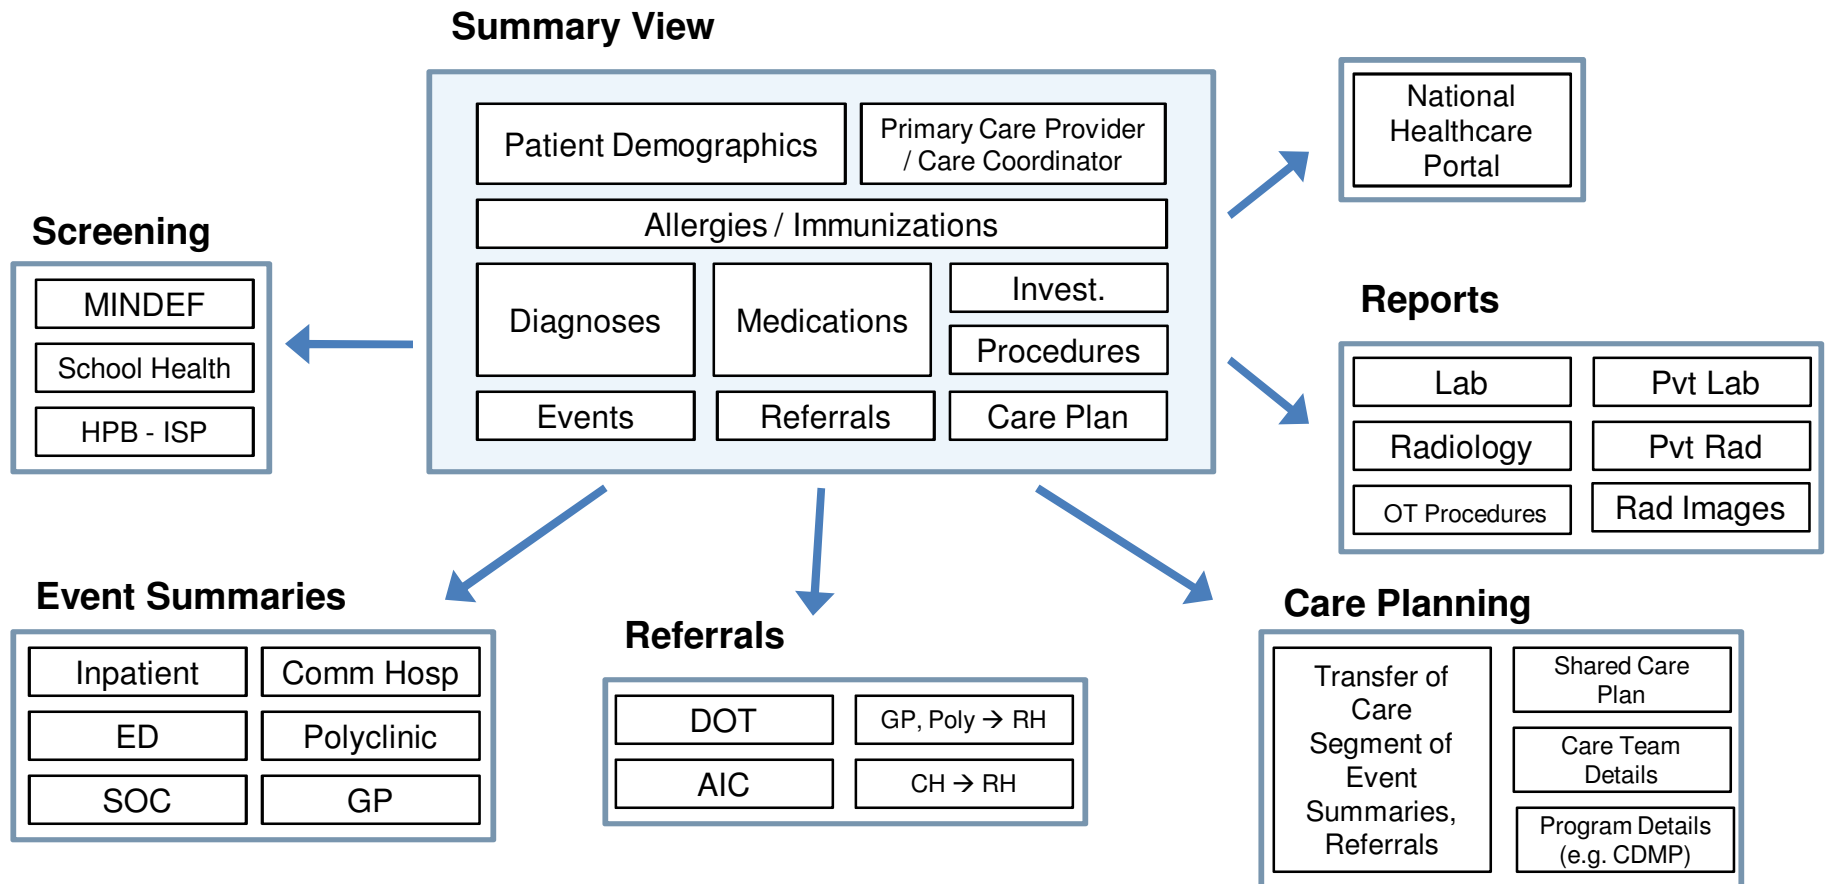 Summary View
Patient Demographics
Primary Care Provider
/ Care Coordinator
Allergies / Immunizations
Diagnoses
Medications
Invest.
Procedures
Events
Referrals
Care Plan
National
Healthcare
Portal
Screening
MINDEF
School Health
HPB - ISP
Reports
Lab
Pvt Lab
Radiology
Pvt Rad
OT Procedures
Rad Images
Event Summaries
Inpatient
Comm Hosp
ED
Polyclinic
SOC
GP
Referrals
DOT
GP, Poly → RH
AIC
CH → RH
Care Planning
Transfer of
Care
Segment of
Event
Summaries,
Referrals
Shared Care
Plan
Care Team
Details
Program Details
(e.g. CDMP)